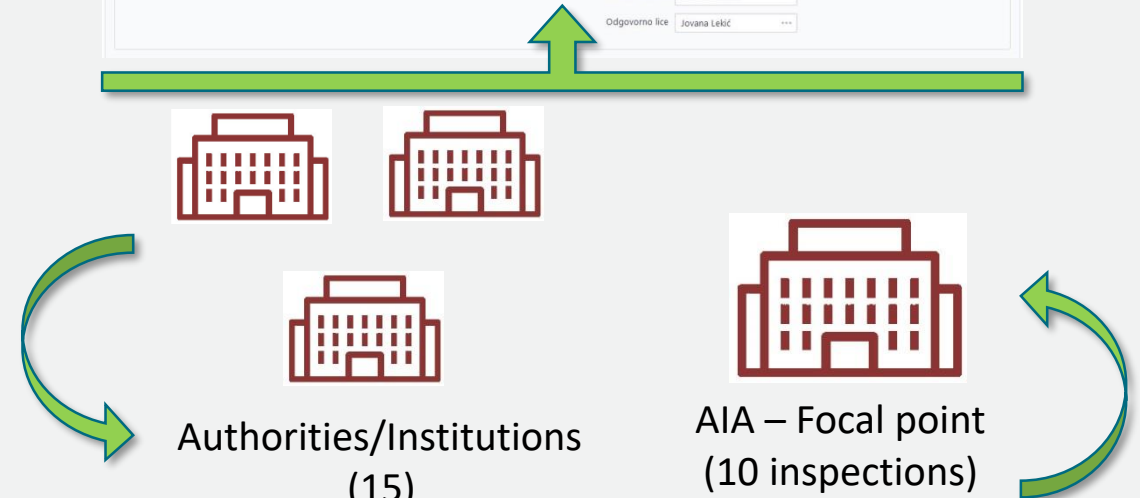 Odgovorno lice Jovana Lekić ...
Authorities/Institutions
(15)
AIA – Focal point
(10 inspections)